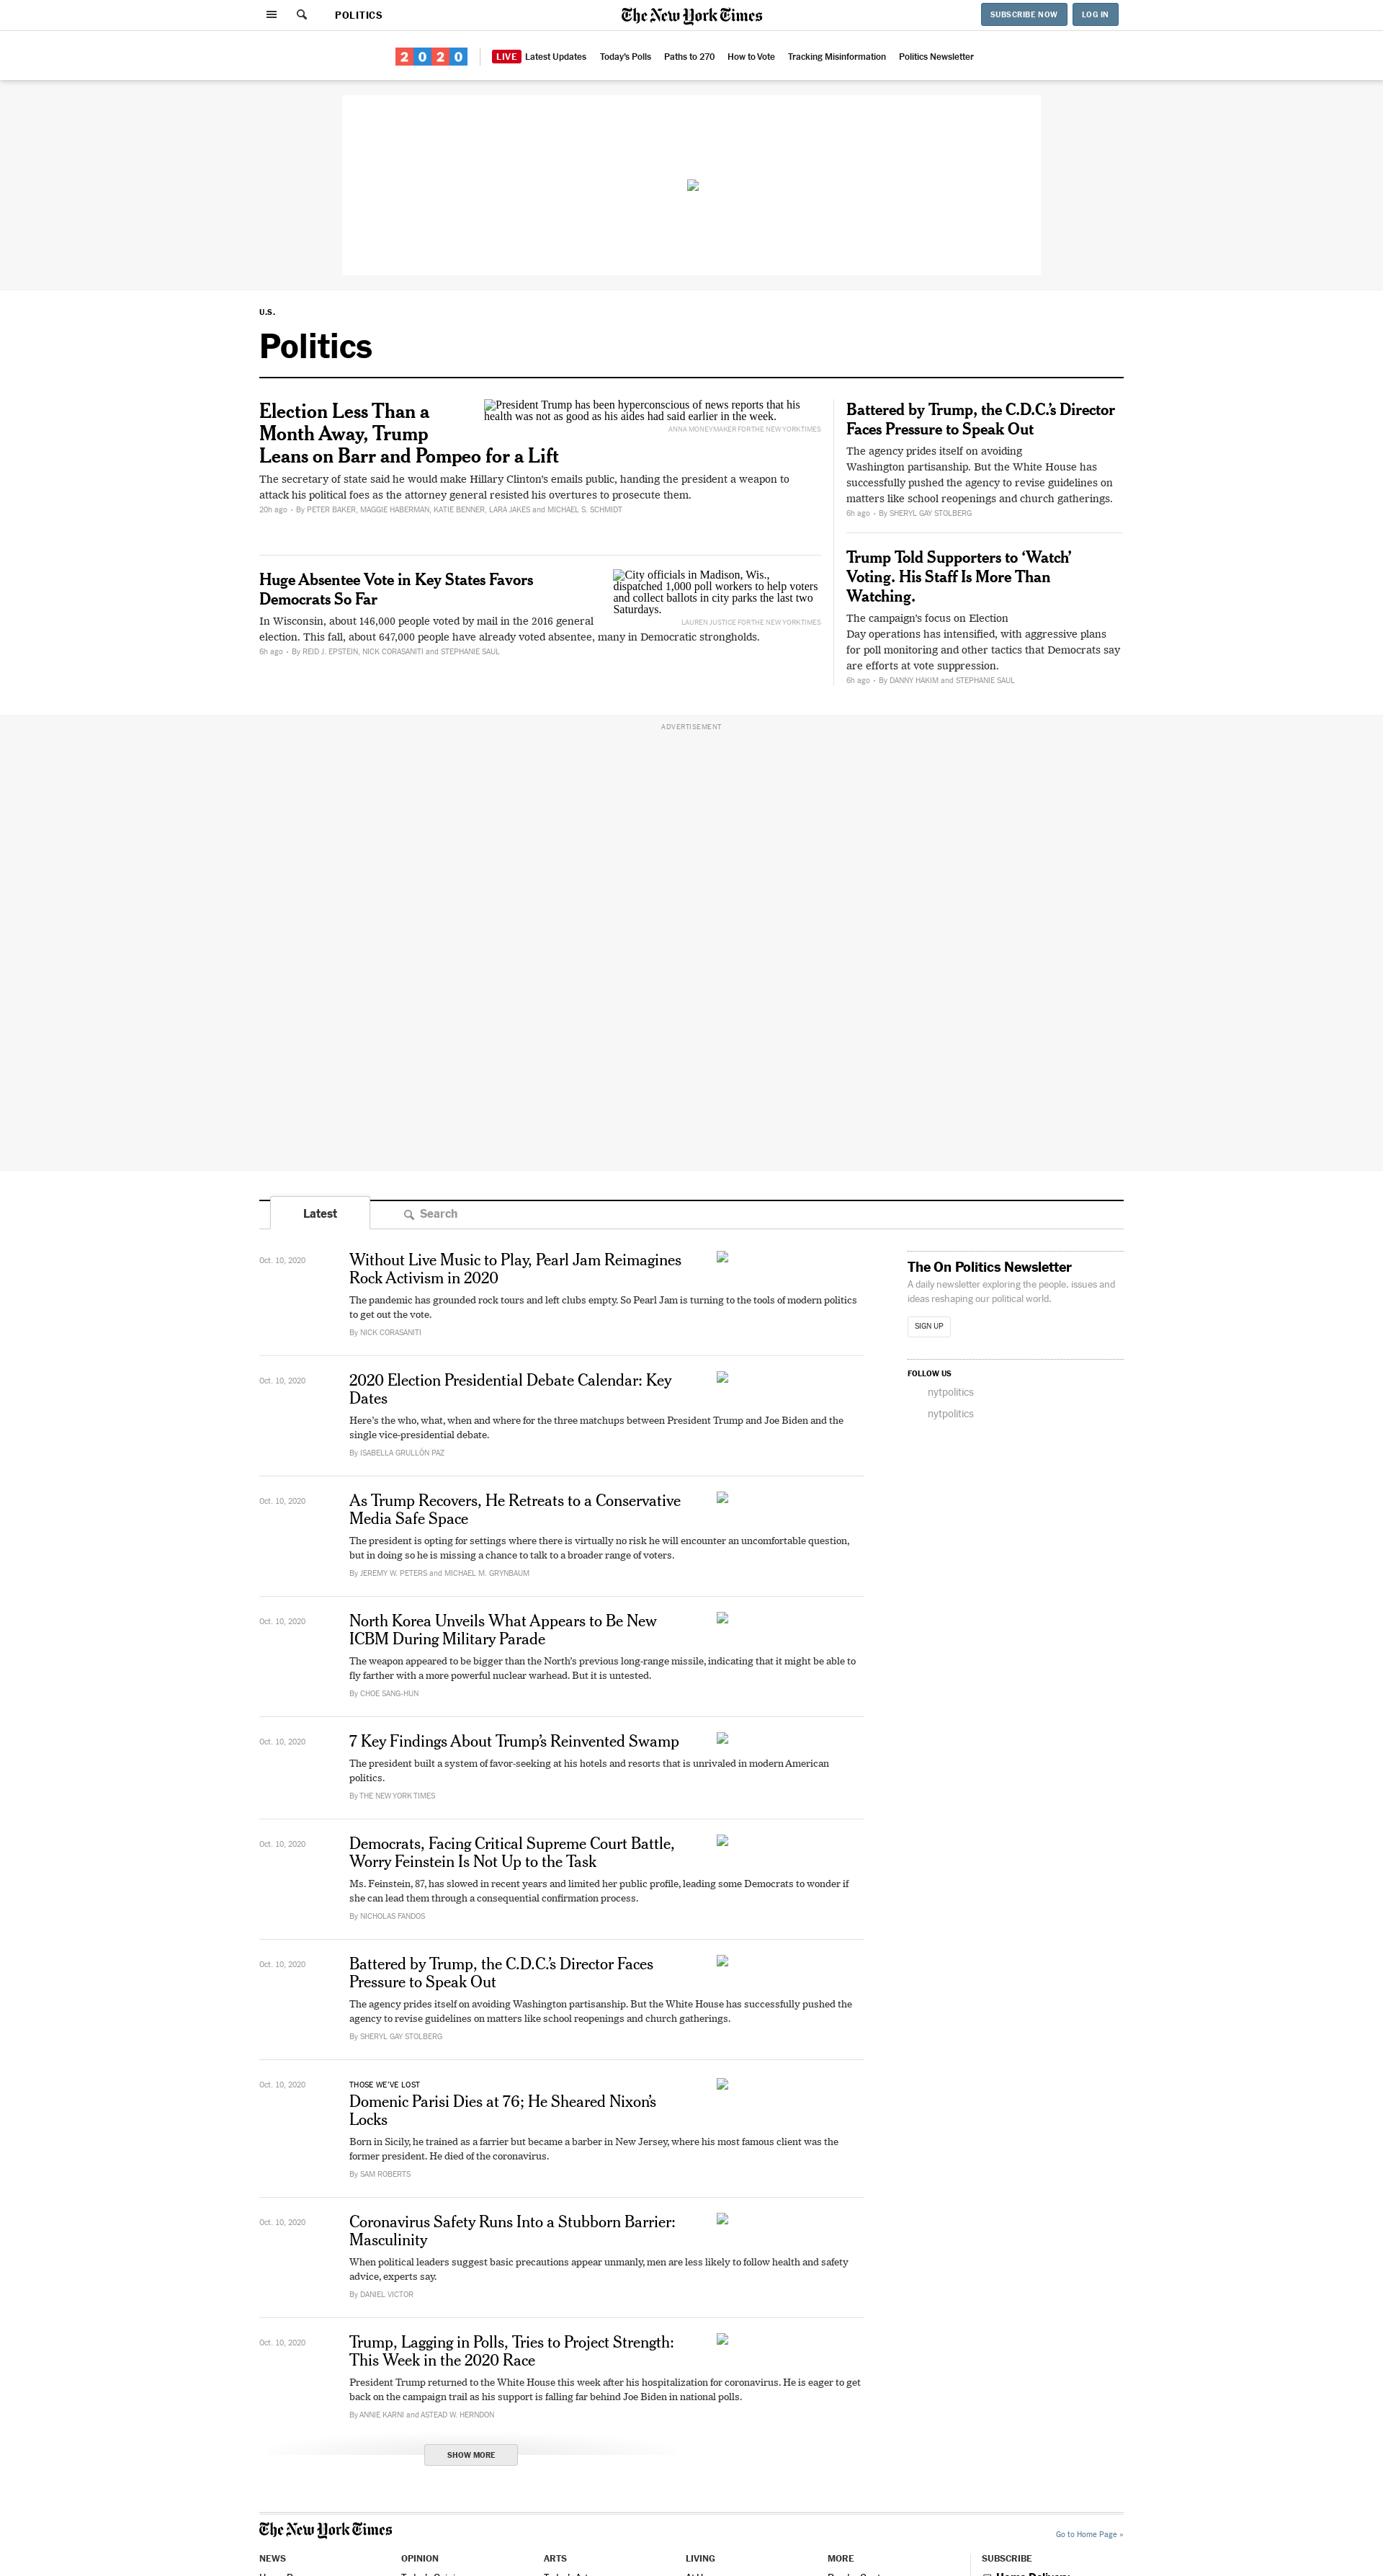 POLITICS
The New York Times
SUBSCRIBE NOW
LOG IN
2020
LIVE Latest Updates
Today's Polls
Paths to 270
How to Vote
Tracking Misinformation
Politics Newsletter
U.S.
Politics
Election Less Than a
Month Away, Trump
Leans on Barr and Pompeo for a Lift
President Trump has been hyperconscious of news reports that his
health was not as good as his aides had said earlier in the week.
ANNA MONEYMAKER FOR THE NEW YORK TIMES
The secretary of state said he would make Hillary Clinton's emails public, handing the president a weapon to
attack his political foes as the attorney general resisted his overtures to prosecute them.
20h ago • By PETER BAKER, MAGGIE HABERMAN, KATIE BENNER, LARA JAKES and MICHAEL S. SCHMIDT
Huge Absentee Vote in Key States Favors
Democrats So Far
City officials in Madison, Wis.,
dispatched 1,000 poll workers to help voters
and collect ballots in city parks the last two
Saturdays.
LAUREN JUSTICE FOR THE NEW YORK TIMES
In Wisconsin, about 146,000 people voted by mail in the 2016 general
election. This fall, about 647,000 people have already voted absentee, many in Democratic strongholds.
6h ago • By REID J. EPSTEIN, NICK CORASANITI and STEPHANIE SAUL
Battered by Trump, the C.D.C.'s Director
Faces Pressure to Speak Out
The agency prides itself on avoiding
Washington partisanship. But the White House has
successfully pushed the agency to revise guidelines on
matters like school reopenings and church gatherings.
6h ago • By SHERYL GAY STOLBERG
Trump Told Supporters to ‘Watch’
Voting. His Staff Is More Than
Watching.
The campaign's focus on Election
Day operations has intensified, with aggressive plans
for poll monitoring and other tactics that Democrats say
are efforts at vote suppression.
6h ago • By DANNY HAKIM and STEPHANIE SAUL
ADVERTISEMENT
Latest
Search
Oct. 10, 2020
Without Live Music to Play, Pearl Jam Reimagines
Rock Activism in 2020
The pandemic has grounded rock tours and left clubs empty. So Pearl Jam is turning to the tools of modern politics
to get out the vote.
By NICK CORASANITI
Oct. 10, 2020
2020 Election Presidential Debate Calendar: Key
Dates
Here's the who, what, when and where for the three matchups between President Trump and Joe Biden and the
single vice-presidential debate.
By ISABELLA GRULLÓN PAZ
Oct. 10, 2020
As Trump Recovers, He Retreats to a Conservative
Media Safe Space
The president is opting for settings where there is virtually no risk he will encounter an uncomfortable question,
but in doing so he is missing a chance to talk to a broader range of voters.
By JEREMY W. PETERS and MICHAEL M. GRYNBAUM
Oct. 10, 2020
North Korea Unveils What Appears to Be New
ICBM During Military Parade
The weapon appeared to be bigger than the North's previous long-range missile, indicating that it might be able to
fly farther with a more powerful nuclear warhead. But it is untested.
By CHOE SANG-HUN
Oct. 10, 2020
7 Key Findings About Trump's Reinvented Swamp
The president built a system of favor-seeking at his hotels and resorts that is unrivaled in modern American
politics.
By THE NEW YORK TIMES
Oct. 10, 2020
Democrats, Facing Critical Supreme Court Battle,
Worry Feinstein Is Not Up to the Task
Ms. Feinstein, 87, has slowed in recent years and limited her public profile, leading some Democrats to wonder if
she can lead them through a consequential confirmation process.
By NICHOLAS FANDOS
Oct. 10, 2020
Battered by Trump, the C.D.C.'s Director Faces
Pressure to Speak Out
The agency prides itself on avoiding Washington partisanship. But the White House has successfully pushed the
agency to revise guidelines on matters like school reopenings and church gatherings.
By SHERYL GAY STOLBERG
Oct. 10, 2020
THOSE WE'VE LOST
Domenic Parisi Dies at 76; He Sheared Nixon's
Locks
Born in Sicily, he trained as a farrier but became a barber in New Jersey, where his most famous client was the
former president. He died of the coronavirus.
By SAM ROBERTS
Oct. 10, 2020
Coronavirus Safety Runs Into a Stubborn Barrier:
Masculinity
When political leaders suggest basic precautions appear unmanly, men are less likely to follow health and safety
advice, experts say.
By DANIEL VICTOR
Oct. 10, 2020
Trump, Lagging in Polls, Tries to Project Strength:
This Week in the 2020 Race
President Trump returned to the White House this week after his hospitalization for coronavirus. He is eager to get
back on the campaign trail as his support is falling far behind Joe Biden in national polls.
By ANNIE KARNI and ASTEAD W. HERNDON
SHOW MORE
The On Politics Newsletter
A daily newsletter exploring the people, issues and
ideas reshaping our political world.
SIGN UP
FOLLOW US
nytpolitics
nytpolitics
The New York Times
Go to Home Page »
NEWS
OPINION
ARTS
LIVING
MORE
SUBSCRIBE